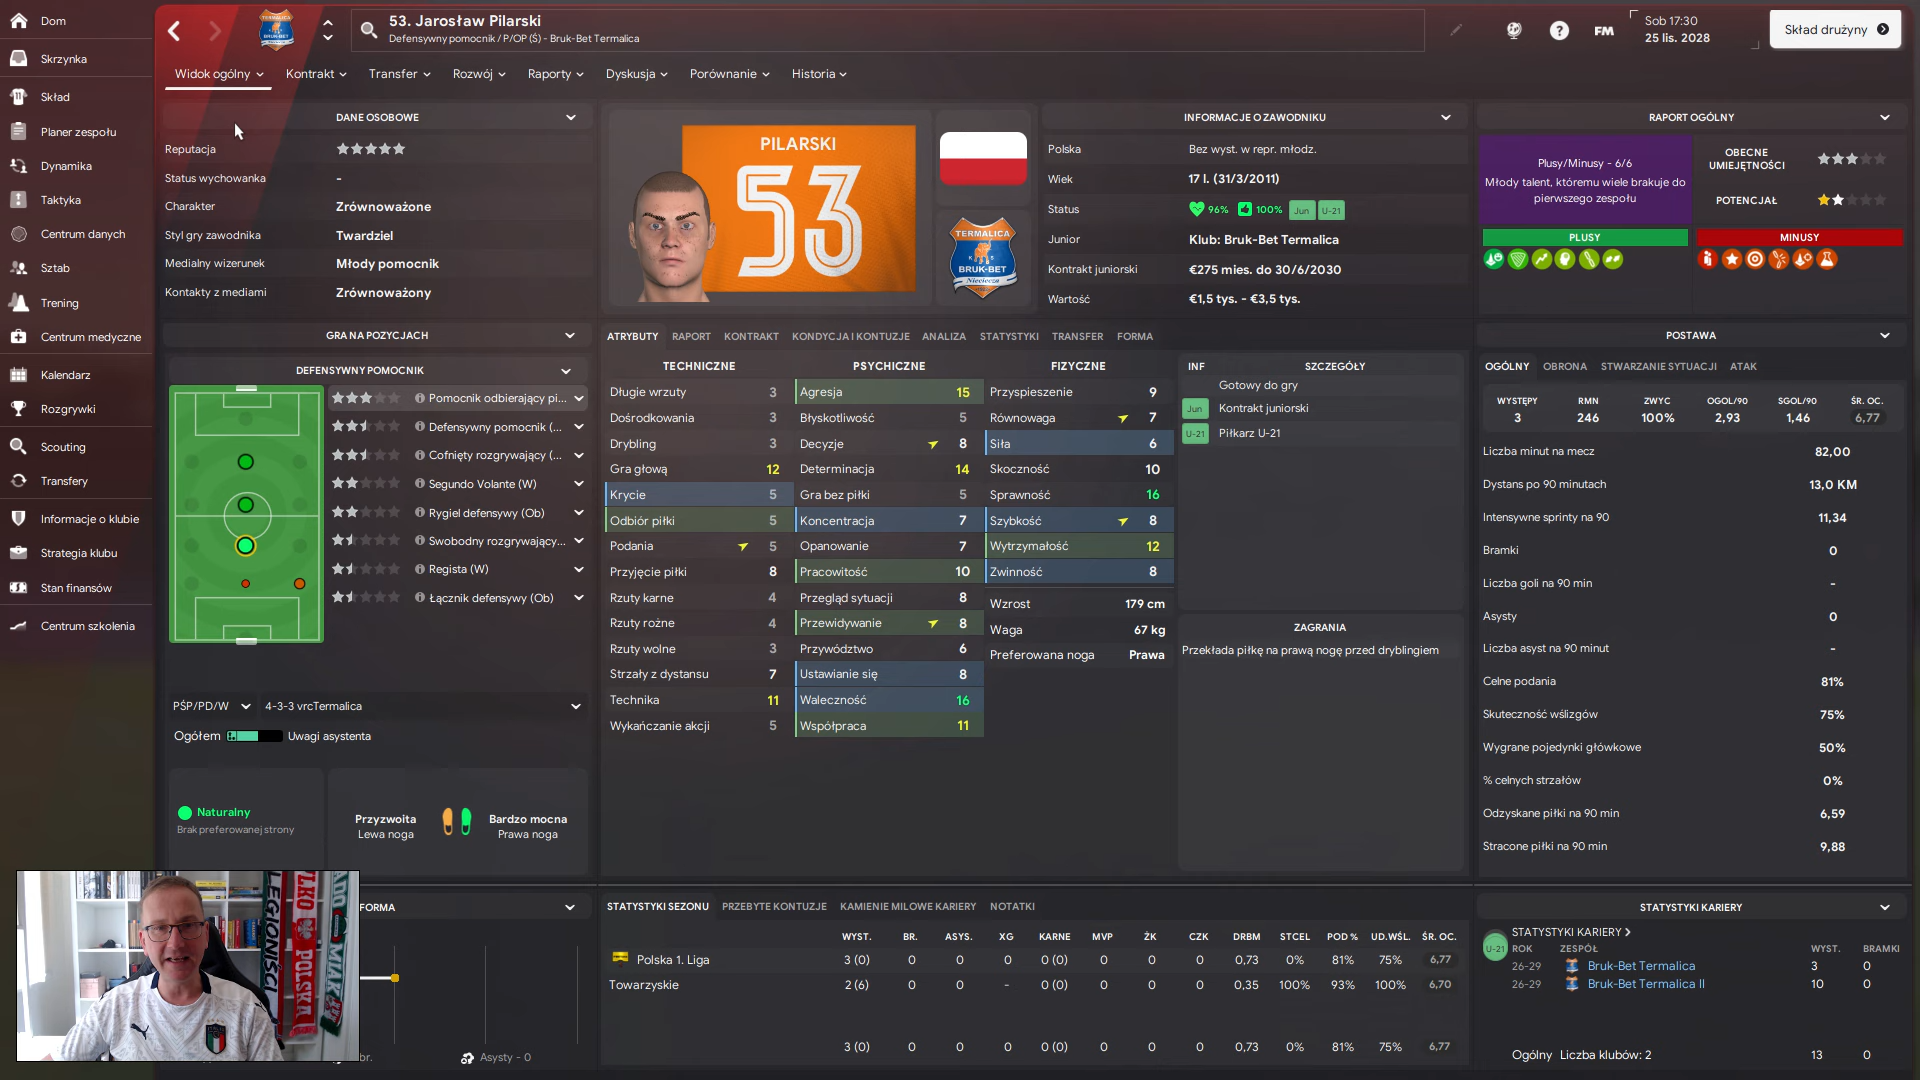 53. Jarosław Pilarski
Defensywny pomocnik / P/OP (Ś) - Bruk-Bet Termalica
Sob 17:30
25 lis. 2028
Skład drużyny
FM
Dom
Skrzynka
Skład
Planer zespołu
Dynamika
Taktyka
Centrum danych
Sztab
Trening
Centrum medyczne
Kalendarz
Rozgrywki
Scouting
Transfery
Informacje o klubie
Strategia klubu
Stan finansów
Centrum szkolenia
Widok ogólny Kontrakt Transfer Rozwój Raporty Dyskusja Porównanie Historia
DANE OSOBOWE
Reputacja
Status wychowanka -
Charakter Zrównoważone
Styl gry zawodnika Twardziel
Medialny wizerunek Młody pomocnik
Kontakty z mediami Zrównoważony
PILARSKI
53
TERMALICA
BRUK-BET
Nieciecza
INFORMACJE O ZAWODNIKU
Polska Bez wyst. w repr. młodz.
Wiek 17 l. (31/3/2011)
Status 96% 100% Jun U-21
Junior Klub: Bruk-Bet Termalica
Kontrakt juniorski €275 mies. do 30/6/2030
Wartość €1,5 tys. - €3,5 tys.
RAPORT OGÓLNY
Plusy/Minusy - 6/6
Młody talent, któremu wiele brakuje do
pierwszego zespołu
OBECNE
UMIEJĘTNOŚCI
POTENCJAŁ
PLUSY MINUSY
GRA NA POZYCJACH
DEFENSYWNY POMOCNIK
Pomocnik odbierający pi...
Defensywny pomocnik (...
Cofnięty rozgrywający (...
Segundo Volante (W)
Rygiel defensywy (Ob)
Swobodny rozgrywający...
Regista (W)
Łącznik defensywy (Ob)
PŚP/PD/W 4-3-3 vrcTermalica
Ogółem Uwagi asystenta
Naturalny
Brak preferowanej strony
Przyzwoita
Lewa noga
Bardzo mocna
Prawa noga
ATRYBUTY RAPORT KONTRAKT KONDYCJA I KONTUZJE ANALIZA STATYSTYKI TRANSFER FORMA
TECHNICZNE
Długie wrzuty 3
Dośrodkowania 3
Drybling 3
Gra głową 12
Krycie 5
Odbiór piłki 5
Podania 5
Przyjęcie piłki 8
Rzuty karne 4
Rzuty rożne 4
Rzuty wolne 3
Strzały z dystansu 7
Technika 11
Wykańczanie akcji 5
PSYCHICZNE
Agresja 15
Błyskotliwość 5
Decyzje 8
Determinacja 14
Gra bez piłki 5
Koncentracja 7
Opanowanie 7
Pracowitość 10
Przegląd sytuacji 8
Przewidywanie 8
Przywództwo 6
Ustawianie się 8
Waleczność 16
Współpraca 11
FIZYCZNE
Przyspieszenie 9
Równowaga 7
Siła 6
Skoczność 10
Sprawność 16
Szybkość 8
Wytrzymałość 12
Zwinność 8
Wzrost 179 cm
Waga 67 kg
Preferowana noga Prawa
INF SZCZEGÓŁY
Gotowy do gry
Jun Kontrakt juniorski
U-21 Piłkarz U-21
ZAGRANIA
Przekłada piłkę na prawą nogę przed dryblingiem
POSTAWA
OGÓLNY OBRONA STWARZANIE SYTUACJI ATAK
WYSTĘPY RMN ZWYC OGOL/90 SGOL/90 ŚR. OC.
3 246 100% 2,93 1,46 6,77
Liczba minut na mecz 82,00
Dystans po 90 minutach 13,0 KM
Intensywne sprinty na 90 11,34
Bramki 0
Liczba goli na 90 min -
Asysty 0
Liczba asyst na 90 minut -
Celne podania 81%
Skuteczność wślizgów 75%
Wygrane pojedynki główkowe 50%
% celnych strzałów 0%
Odzyskane piłki na 90 min 6,59
Stracone piłki na 90 min 9,88
FORMA
Asysty - 0
STATYSTYKI SEZONU PRZEBYTE KONTUZJE KAMIENIE MILOWE KARIERY NOTATKI
WYST. BR. ASYS. XG KARNE MVP ŻK CZK DRBM STCEL POD % UD.WŚL. ŚR. OC.
Polska 1. Liga 3 (0) 0 0 0 0 (0) 0 0 0 0,73 0% 81% 75% 6,77
Towarzyskie 2 (6) 0 0 - 0 (0) 0 0 0 0,35 100% 93% 100% 6,70
3 (0) 0 0 0 0 (0) 0 0 0 0,73 0% 81% 75% 6,77
STATYSTYKI KARIERY
U-21 STATYSTYKI KARIERY
ROK ZESPÓŁ WYST. BRAMKI
26-29 Bruk-Bet Termalica 3 0
26-29 Bruk-Bet Termalica II 10 0
Ogólny Liczba klubów: 2 13 0